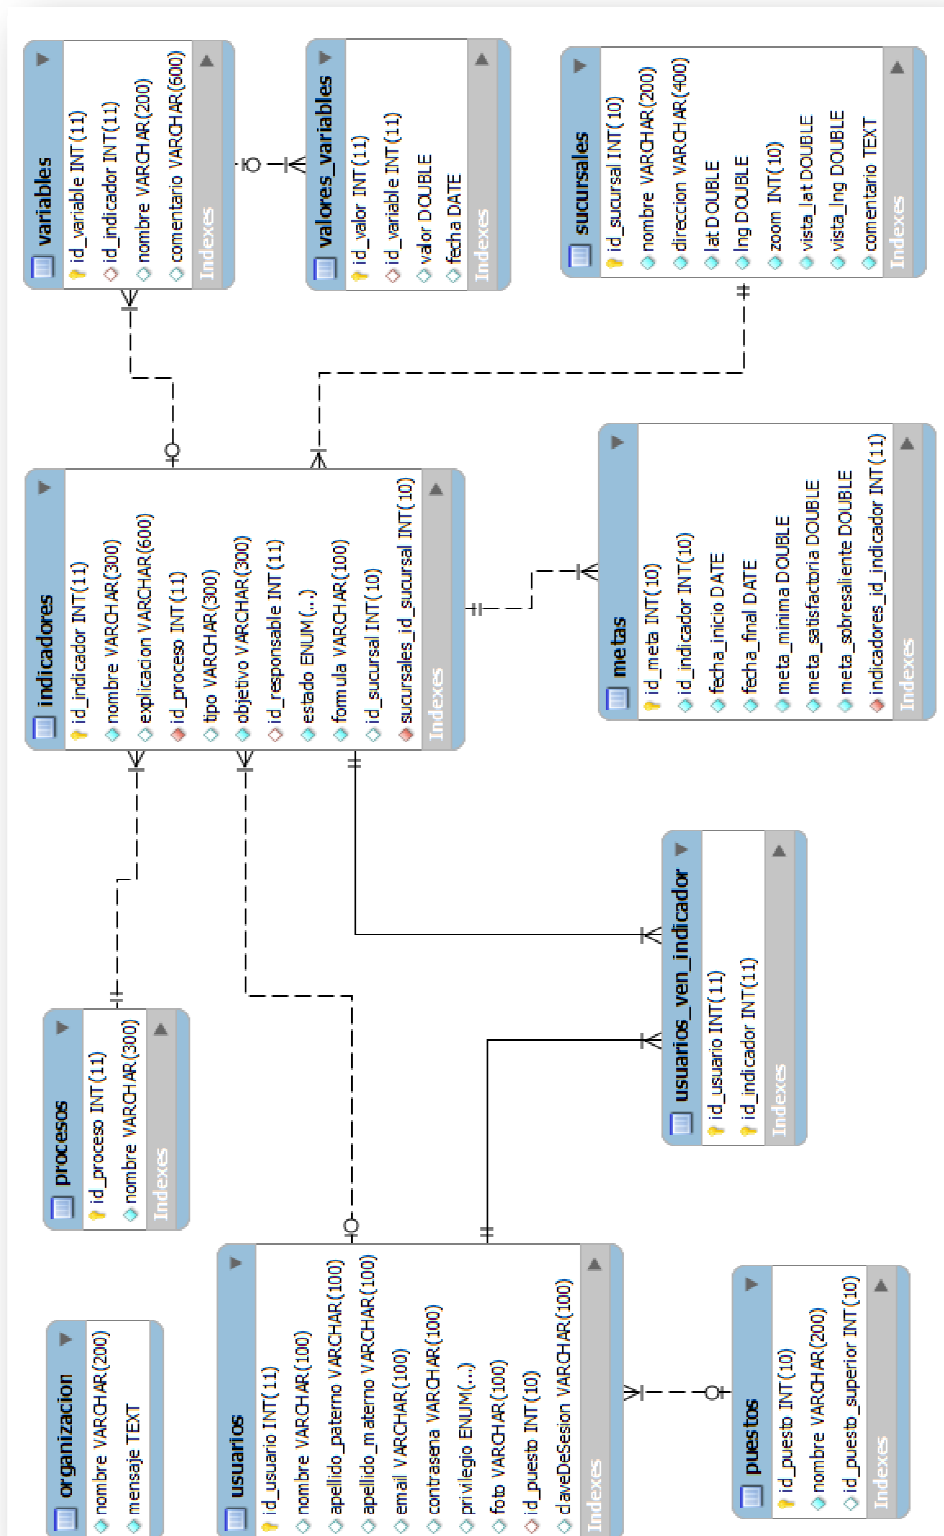 organizacion
nombre VARCHAR(200)
mensaje TEXT
procesos
id_proceso INT(11)
nombre VARCHAR(300)
Indexes
indicadores
id_indicador INT(11)
nombre VARCHAR(300)
explicacion VARCHAR(600)
id_proceso INT(11)
tipo VARCHAR(300)
objetivo VARCHAR(300)
id_responsable INT(11)
estado ENUM(...)
formula VARCHAR(100)
id_sucursal INT(10)
sucursales_id_sucursal INT(10)
Indexes
variables
id_variable INT(11)
id_indicador INT(11)
nombre VARCHAR(200)
comentario VARCHAR(600)
Indexes
usuarios
id_usuario INT(11)
nombre VARCHAR(100)
apellido_paterno VARCHAR(100)
apellido_materno VARCHAR(100)
email VARCHAR(100)
contrasena VARCHAR(100)
privilegio ENUM(...)
foto VARCHAR(100)
id_puesto INT(10)
claveDeSesion VARCHAR(100)
Indexes
valores_variables
id_valor INT(11)
id_variable INT(11)
valor DOUBLE
fecha DATE
Indexes
sucursales
id_sucursal INT(10)
nombre VARCHAR(200)
direccion VARCHAR(400)
lat DOUBLE
lng DOUBLE
zoom INT(10)
vista_lat DOUBLE
vista_lng DOUBLE
comentario TEXT
Indexes
metas
id_meta INT(10)
id_indicador INT(10)
fecha_inicio DATE
fecha_final DATE
meta_minima DOUBLE
meta_satisfactoria DOUBLE
meta_sobresaliente DOUBLE
indicadores_id_indicador INT(11)
Indexes
usuarios_ven_indicador
id_usuario INT(11)
id_indicador INT(11)
Indexes
puestos
id_puesto INT(10)
nombre VARCHAR(200)
id_puesto_superior INT(10)
Indexes